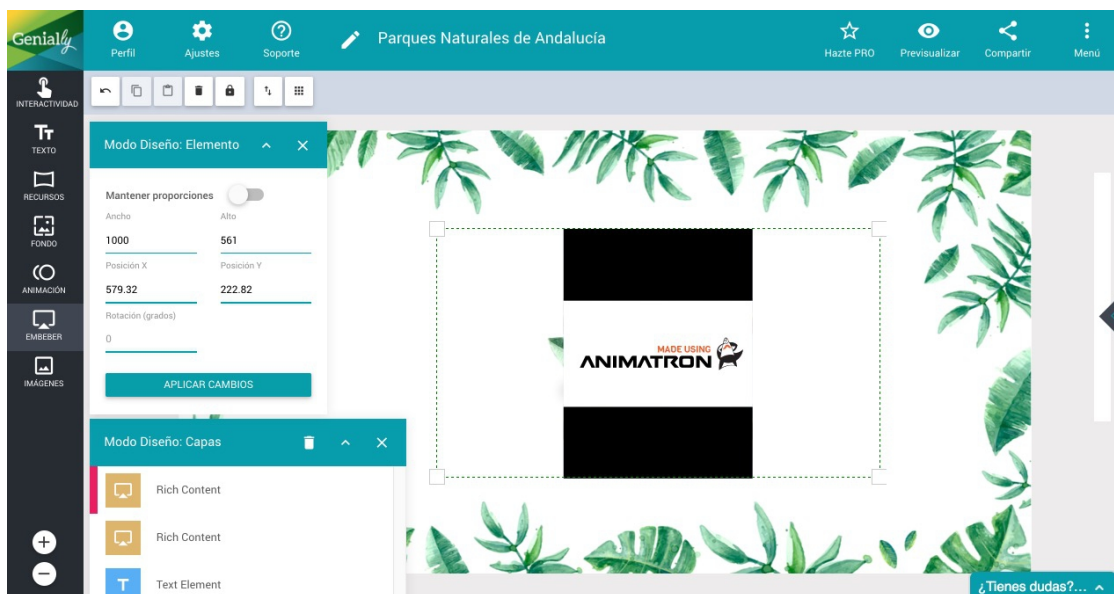 Genially
Perfil
Ajustes
Soporte
Parques Naturales de Andalucía
Hazte PRO
Previsualizar
Compartir
Menú
INTERACTIVIDAD
TEXTO
RECURSOS
FONDO
ANIMACIÓN
EMBEBER
IMÁGENES
Modo Diseño: Elemento
Mantener proporciones
Ancho Alto
1000 561
Posición X Posición Y
579.32 222.82
Rotación (grados)
0
APLICAR CAMBIOS
MADE USING
ANIMATRON
Modo Diseño: Capas
Rich Content
Rich Content
Text Element
¿Tienes dudas?...